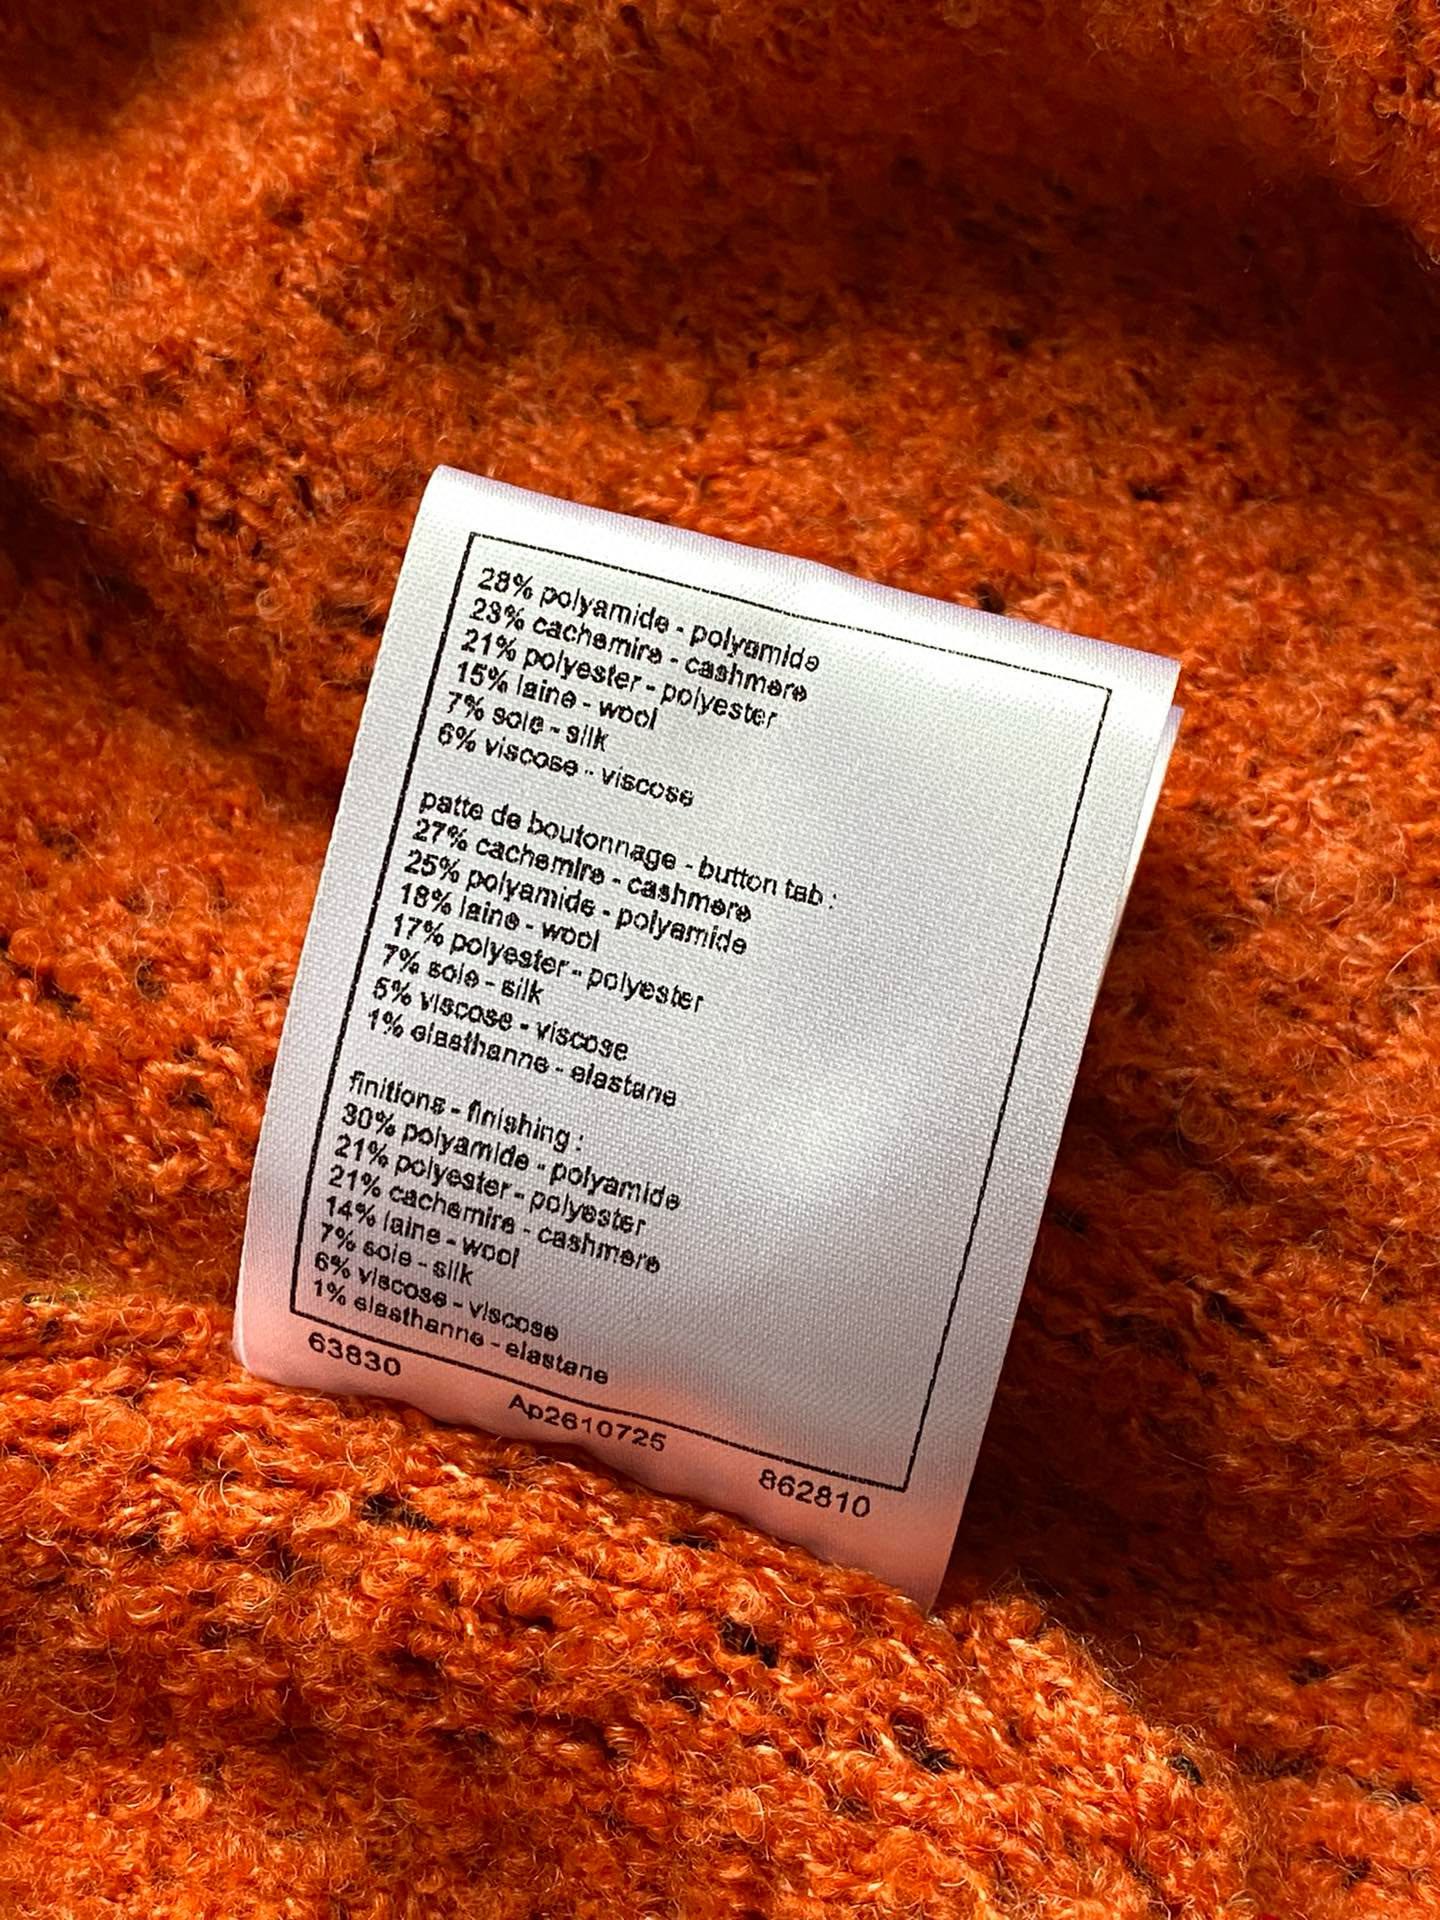 28% polyamide - polyamide
23% cachemire - cashmere
21% polyester - polyester
15% laine - wool
7% soie - silk
6% viscose - viscose
patte de boutonnage - button tab :
27% cachemire - cashmere
25% polyamide - polyamide
18% laine - wool
17% polyester - polyester
7% soie - silk
5% viscose - viscose
1% elasthanne - elastane
finitions - finishing :
30% polyamide - polyamide
21% polyester - polyester
21% cachemire - cashmere
14% laine - wool
7% soie - silk
6% viscose - viscose
1% elasthanne - elastane
63830
Ap2610725
862810